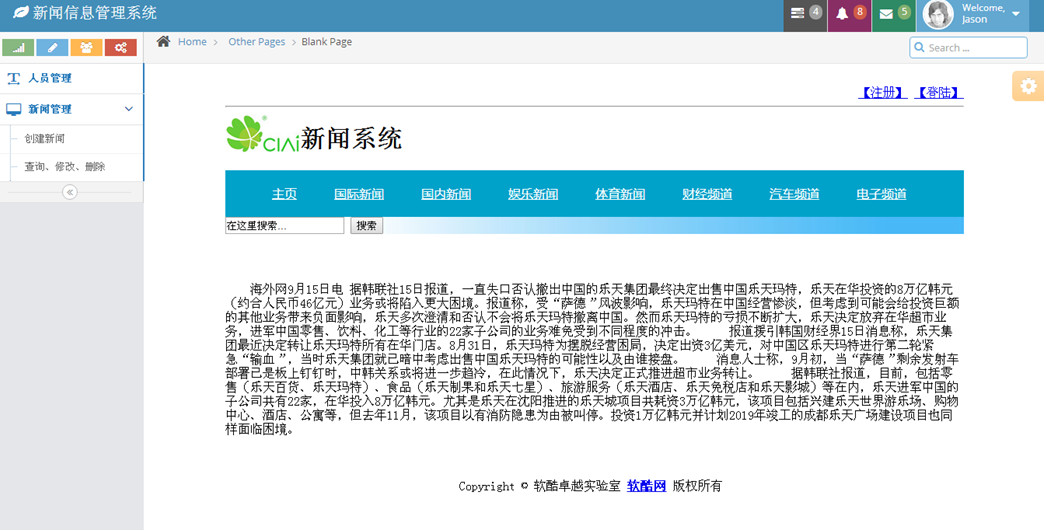 新闻信息管理系统
4
8
5
Welcome,
Jason
Home > Other Pages > Blank Page
Search ...
人员管理
新闻管理
创建新闻
查询、修改、删除
【注册】 【登陆】
CIAi新闻系统
主页 国际新闻 国内新闻 娱乐新闻 体育新闻 财经频道 汽车频道 电子频道
在这里搜索... 搜索
海外网9月15日电 据韩联社15日报道，一直失口否认撤出中国的乐天集团最终决定出售中国乐天玛特，乐天在华投资的8万亿韩元
（约合人民币46亿元）业务或将陷入更大困境。报道称，受“萨德 ”风波影响，乐天玛特在中国经营惨淡，但考虑到可能会给投资巨额
的其他业务带来负面影响，乐天多次澄清和否认不会将乐天玛特撤离中国。然而乐天玛特的亏损不断扩大，乐天决定放弃在华超市业
务，进军中国零售、饮料、化工等行业的22家子公司的业务难免受到不同程度的冲击。 报道援引韩国财经界15日消息称，乐天集
团最近决定转让乐天玛特所有在华门店。8月31日，乐天玛特为摆脱经营困局，决定出资3亿美元，对中国区乐天玛特进行第二轮紧
急“输血 ”，当时乐天集团就已暗中考虑出售中国乐天玛特的可能性以及由谁接盘。 消息人士称，9月初，当“萨德 ”剩余发射车
部署已是板上钉钉时，中韩关系或将进一步趋冷，在此情况下，乐天决定正式推进超市业务转让。 据韩联社报道，目前，包括零
售（乐天百货、乐天玛特）、食品（乐天制果和乐天七星）、旅游服务（乐天酒店、乐天免税店和乐天影城）等在内，乐天进军中国的
子公司共有22家，在华投入8万亿韩元。尤其是乐天在沈阳推进的乐天城项目共耗资3万亿韩元，该项目包括兴建乐天世界游乐场、购物
中心、酒店、公寓等，但去年11月，该项目以有消防隐患为由被叫停。投资1万亿韩元并计划2019年竣工的成都乐天广场建设项目也同
样面临困境。
Copyright © 软酷卓越实验室 软酷网 版权所有